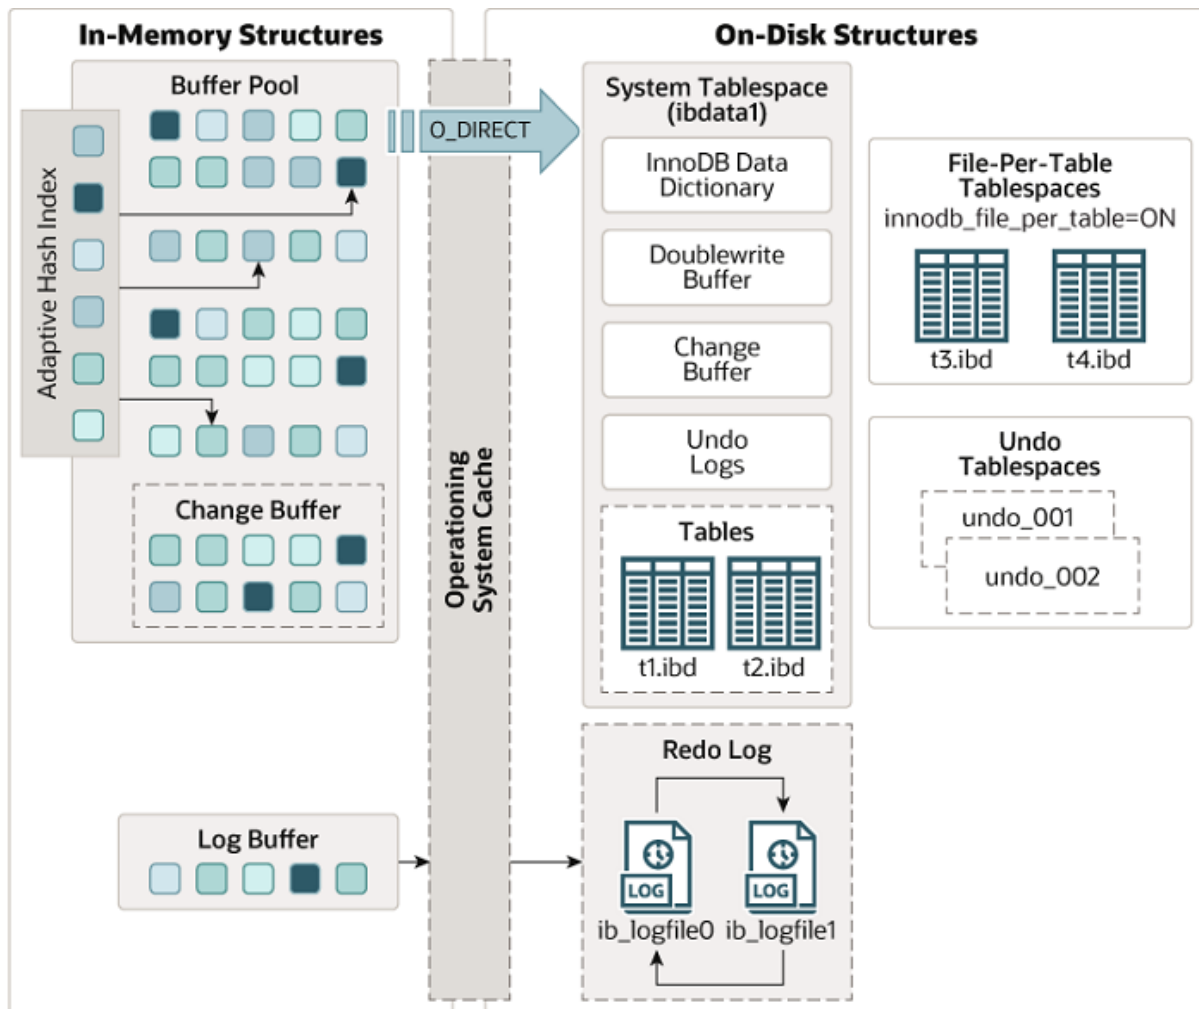 In-Memory Structures
On-Disk Structures
Buffer Pool
Adaptive Hash Index
Change Buffer
Log Buffer
O_DIRECT
Operationing
System Cache
System Tablespace
(ibdata1)
InnoDB Data
Dictionary
Doublewrite
Buffer
Change
Buffer
Undo
Logs
Tables
t1.ibd
t2.ibd
File-Per-Table
Tablespaces
innodb_file_per_table=ON
t3.ibd
t4.ibd
Undo
Tablespaces
undo_001
undo_002
Redo Log
LOG
LOG
ib_logfile0
ib_logfile1